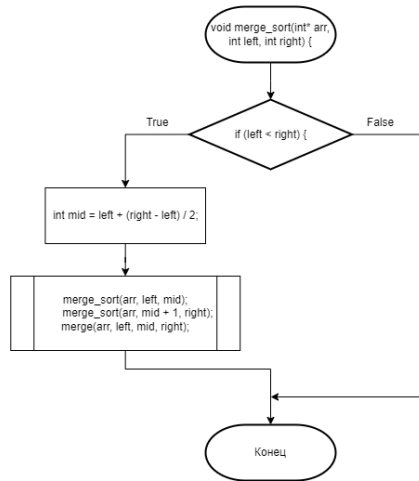 void merge_sort(int* arr,
int left, int right) {
True
False
if (left < right) {
int mid = left + (right - left) / 2;
merge_sort(arr, left, mid);
merge_sort(arr, mid + 1, right);
merge(arr, left, mid, right);
Конец